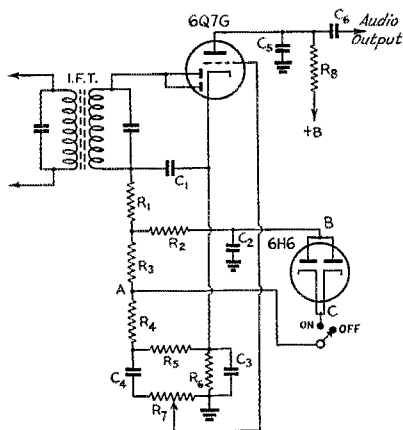 6Q7G
C6
Audio
Output
C5
R8
I.F.T.
+B
C1
R1
R2
C2
B
6H6
R3
A
C
ON
OFF
R4
R5
C4
R6
C3
R7